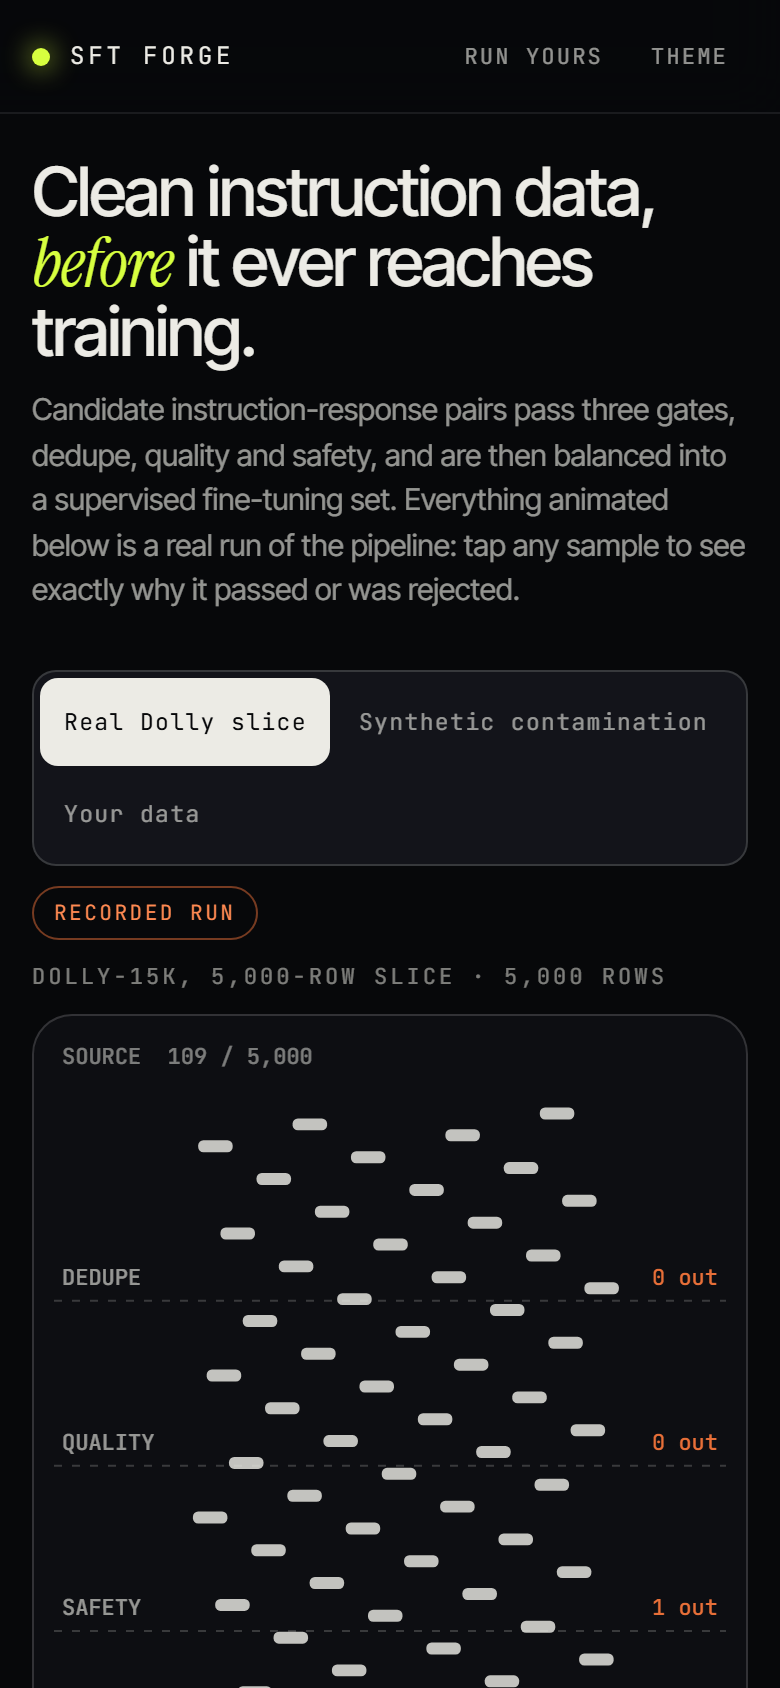 SFT FORGE
RUN YOURS
THEME
Clean instruction data,
before it ever reaches
training.
Candidate instruction-response pairs pass three gates,
dedupe, quality and safety, and are then balanced into
a supervised fine-tuning set. Everything animated
below is a real run of the pipeline: tap any sample to see
exactly why it passed or was rejected.
Real Dolly slice
Synthetic contamination
Your data
RECORDED RUN
DOLLY-15K, 5,000-ROW SLICE · 5,000 ROWS
SOURCE 109 / 5,000
DEDUPE
0 out
QUALITY
0 out
SAFETY
1 out